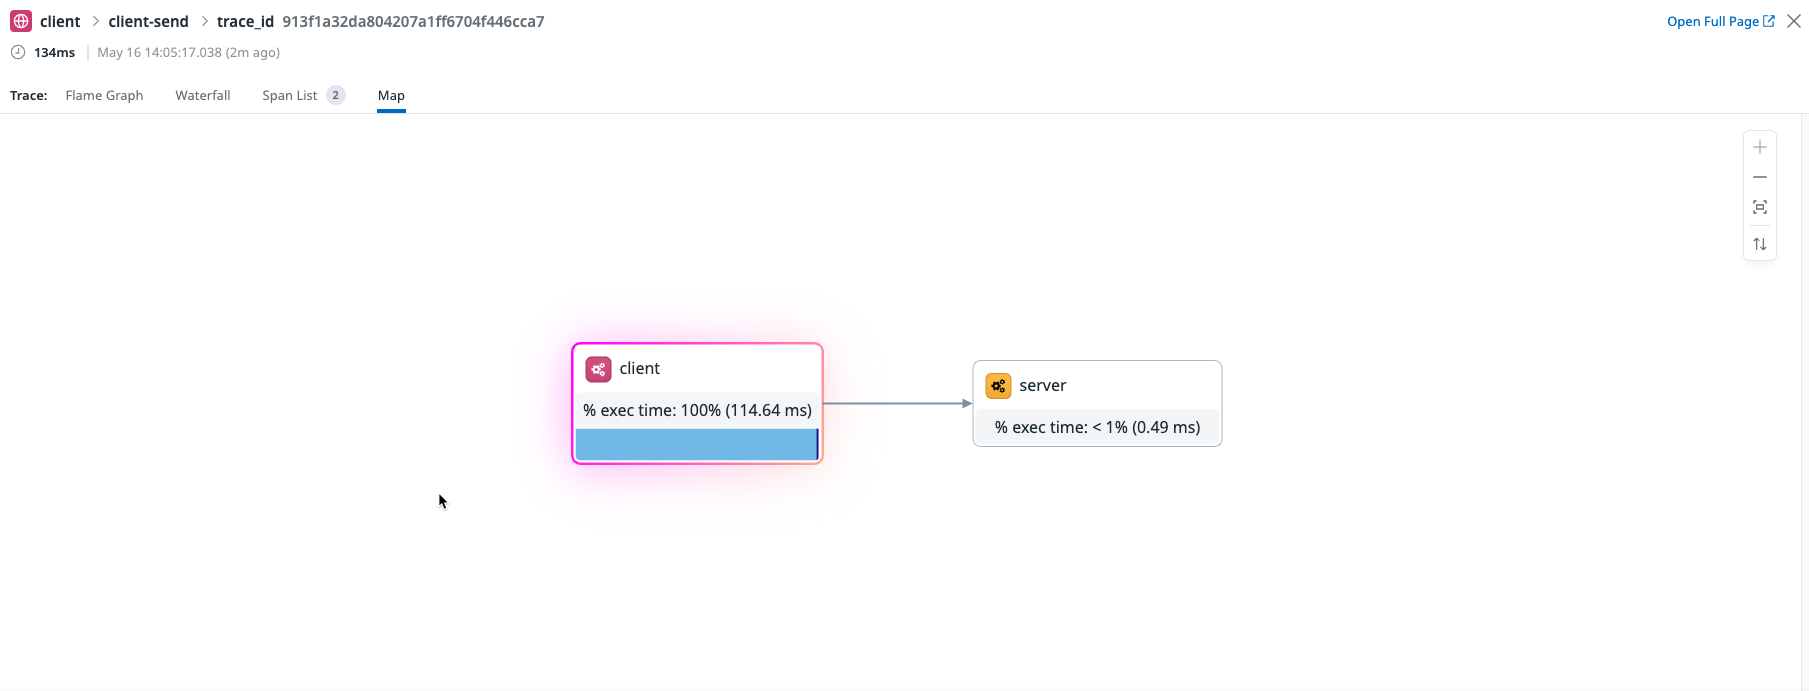 client > client-send > trace_id 913f1a32da804207a1ff6704f446cca7
Open Full Page
134ms May 16 14:05:17.038 (2m ago)
Trace: Flame Graph Waterfall Span List 2 Map
client
% exec time: 100% (114.64 ms)
server
% exec time: < 1% (0.49 ms)